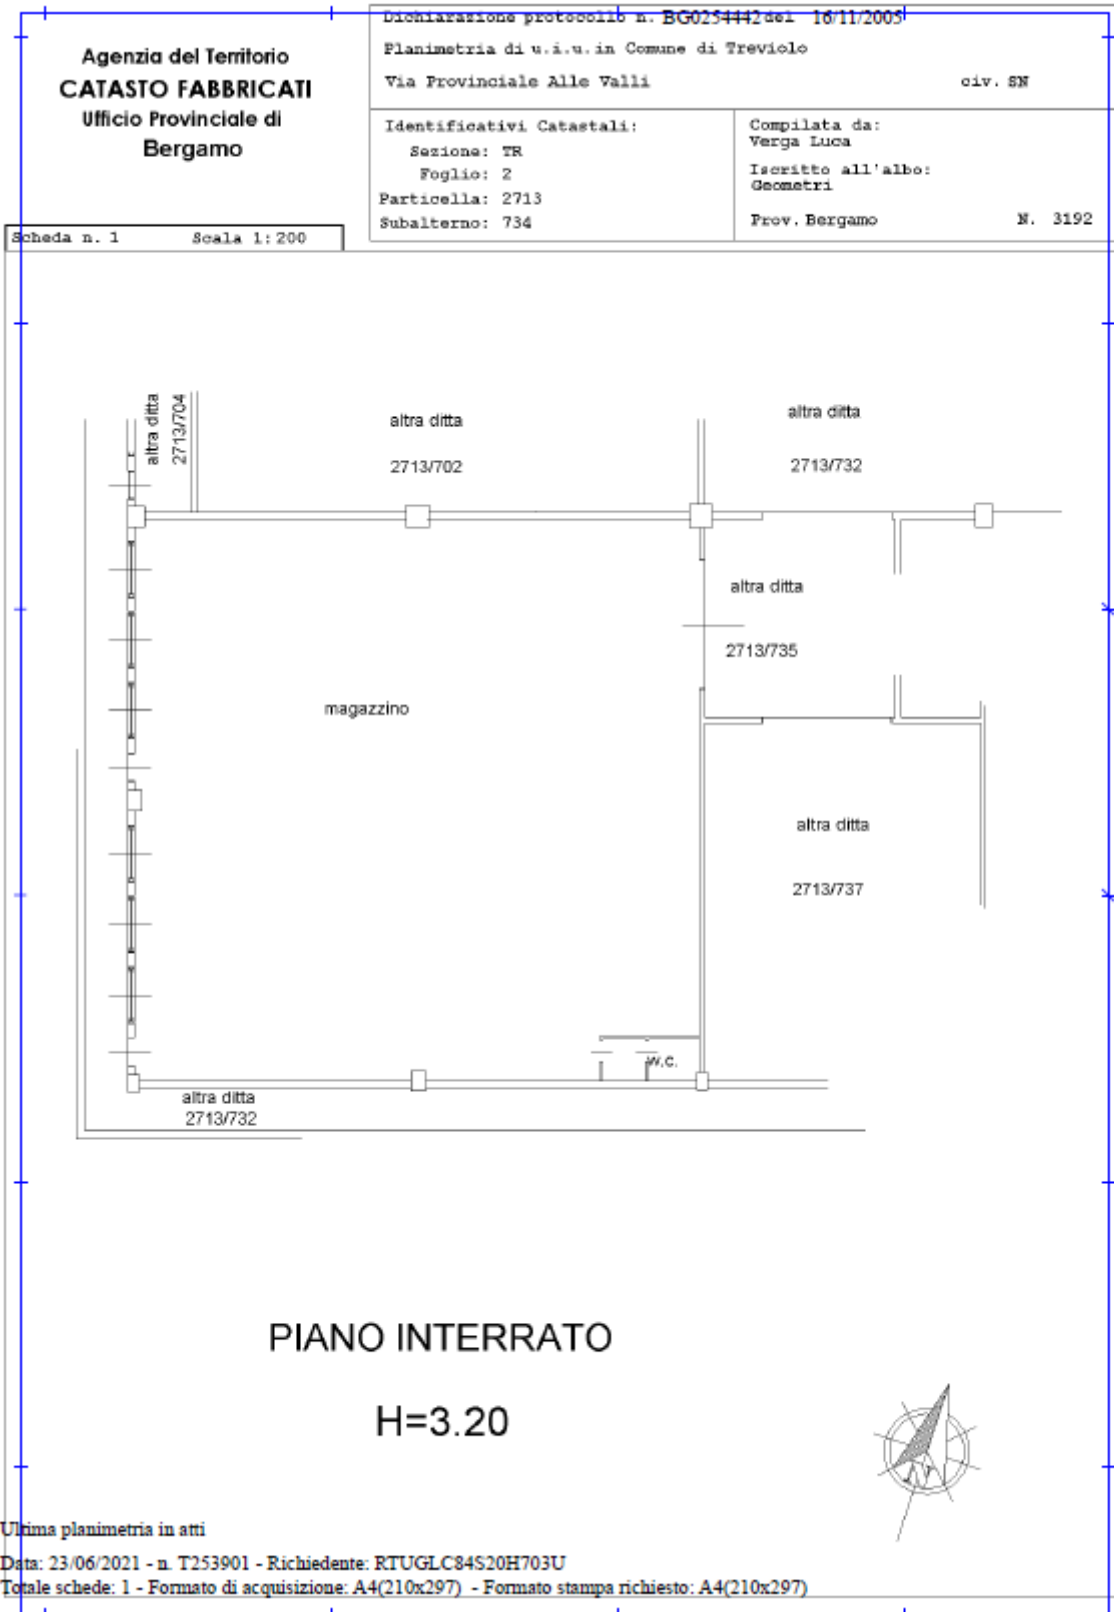 Agenzia del Territorio
CATASTO FABBRICATI
Ufficio Provinciale di
Bergamo
Dichiarazione protocollo n. BG0254442 del 16/11/2005
Planimetria di u.i.u. in Comune di Treviolo
Via Provinciale Alle Valli civ. SN
Identificativi Catastali:
Sezione: TR
Foglio: 2
Particella: 2713
Subalterno: 734
Compilata da:
Verga Luca
Iscritto all'albo:
Geometri
Prov. Bergamo N. 3192
Scheda n. 1 Scala 1:200
altra ditta
2713/704
altra ditta
2713/702
altra ditta
2713/732
altra ditta
2713/735
magazzino
altra ditta
2713/737
w.c.
altra ditta
2713/732
PIANO INTERRATO
H=3.20
N
Ultima planimetria in atti
Data: 23/06/2021 - n. T253901 - Richiedente: RTUGLC84S20H703U
Totale schede: 1 - Formato di acquisizione: A4(210x297) - Formato stampa richiesto: A4(210x297)